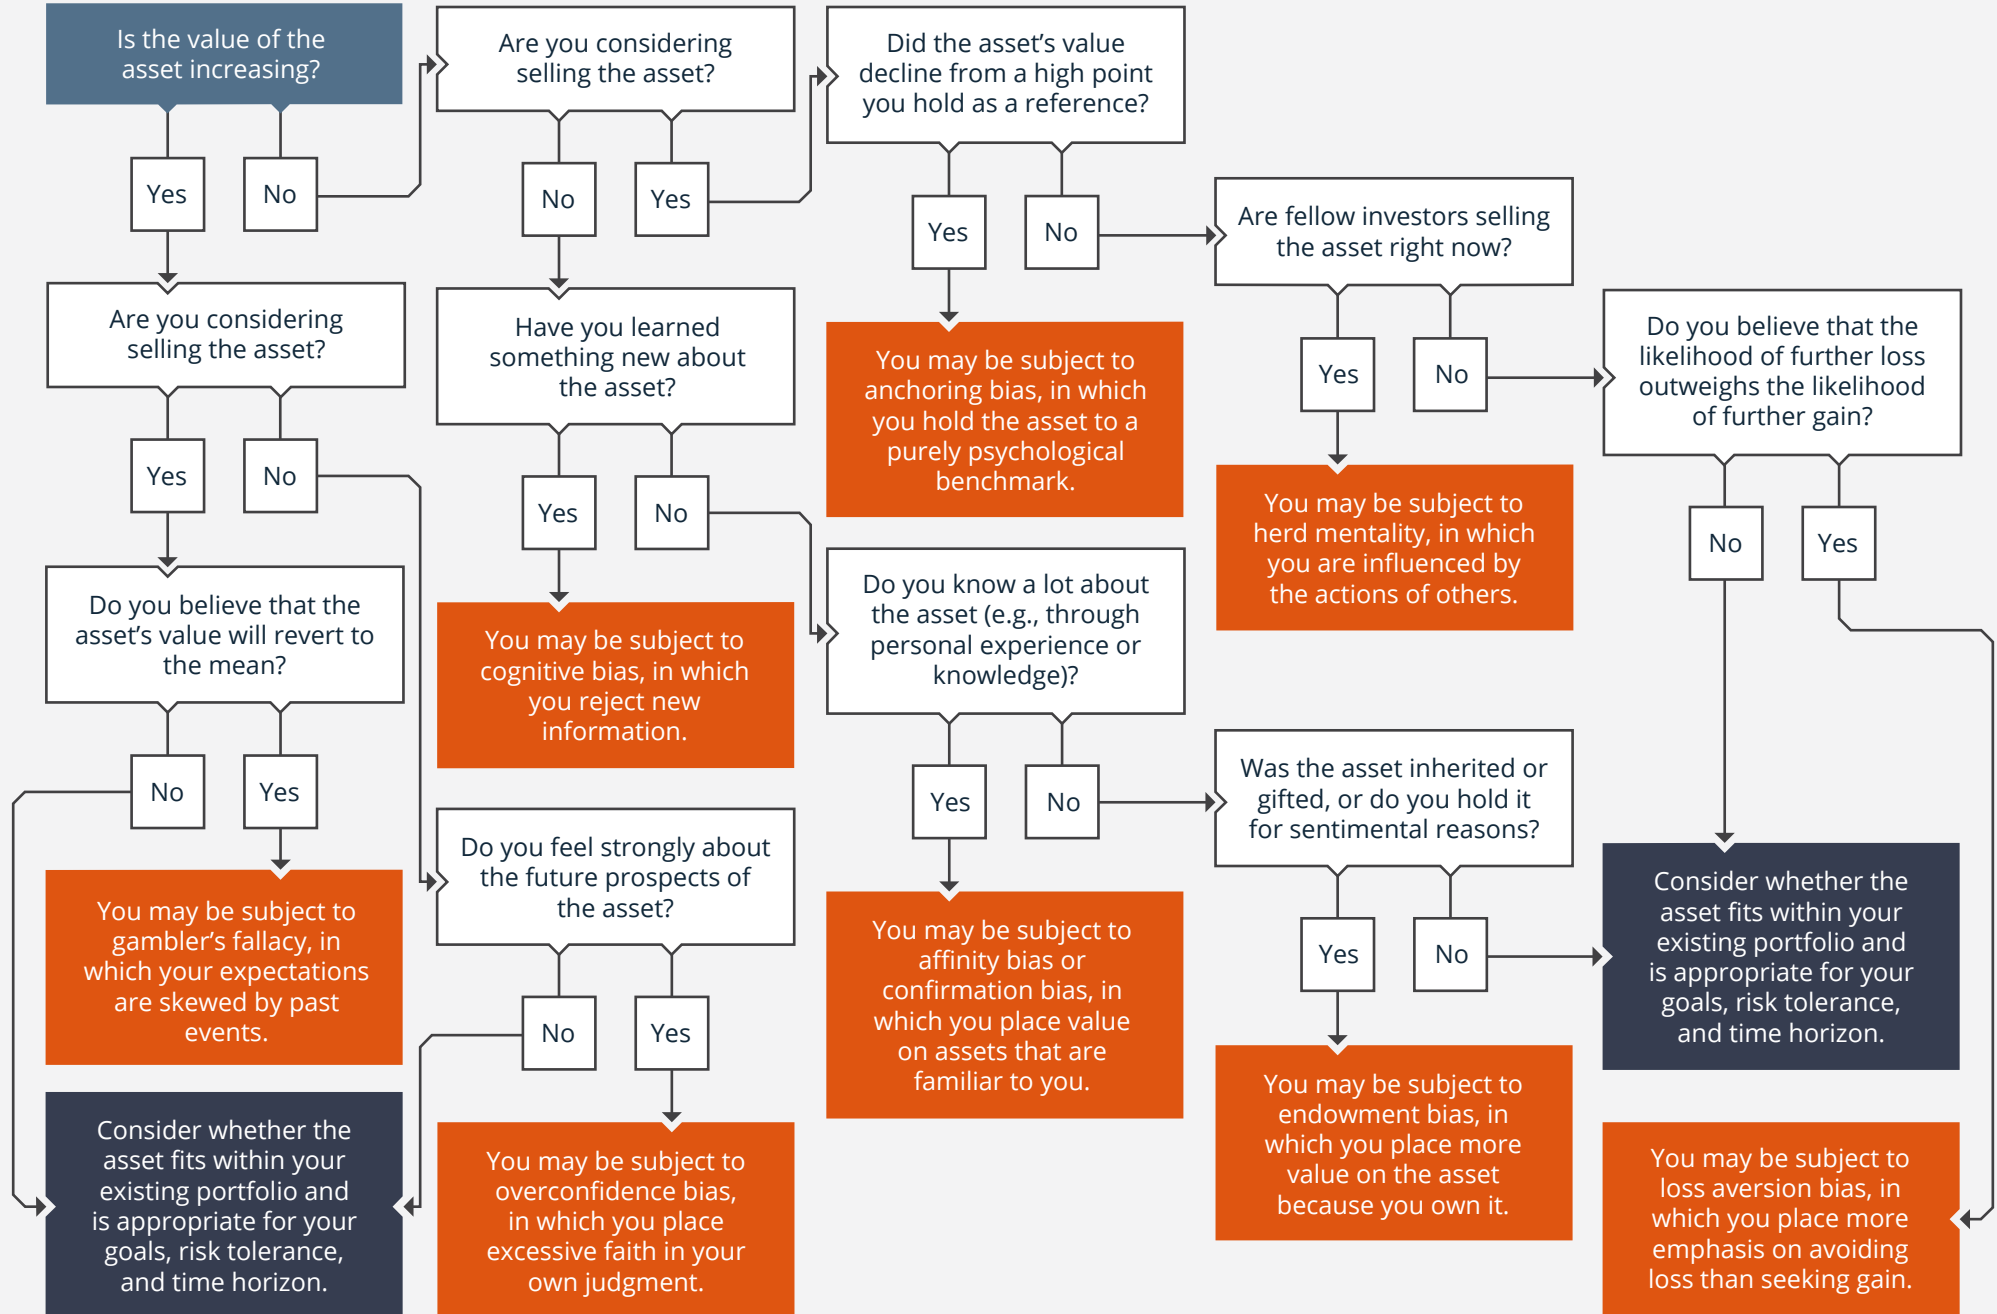 Is the value of the
asset increasing?
Yes
No
Are you considering
selling the asset?
Yes
No
Do you believe that the
asset’s value will revert to
the mean?
No
Yes
You may be subject to
gambler’s fallacy, in
which your expectations
are skewed by past
events.
Consider whether the
asset fits within your
existing portfolio and
is appropriate for your
goals, risk tolerance,
and time horizon.
Are you considering
selling the asset?
No
Yes
Have you learned
something new about
the asset?
Yes
No
You may be subject to
cognitive bias, in which
you reject new
information.
Do you feel strongly about
the future prospects of
the asset?
No
Yes
You may be subject to
overconfidence bias,
in which you place
excessive faith in your
own judgment.
Did the asset’s value
decline from a high point
you hold as a reference?
Yes
No
You may be subject to
anchoring bias, in which
you hold the asset to a
purely psychological
benchmark.
Do you know a lot about
the asset (e.g., through
personal experience or
knowledge)?
Yes
No
You may be subject to
affinity bias or
confirmation bias, in
which you place value
on assets that are
familiar to you.
Are fellow investors selling
the asset right now?
Yes
No
You may be subject to
herd mentality, in which
you are influenced by
the actions of others.
Was the asset inherited or
gifted, or do you hold it
for sentimental reasons?
Yes
No
You may be subject to
endowment bias, in
which you place more
value on the asset
because you own it.
Do you believe that the
likelihood of further loss
outweighs the likelihood
of further gain?
No
Yes
Consider whether the
asset fits within your
existing portfolio and
is appropriate for your
goals, risk tolerance,
and time horizon.
You may be subject to
loss aversion bias, in
which you place more
emphasis on avoiding
loss than seeking gain.